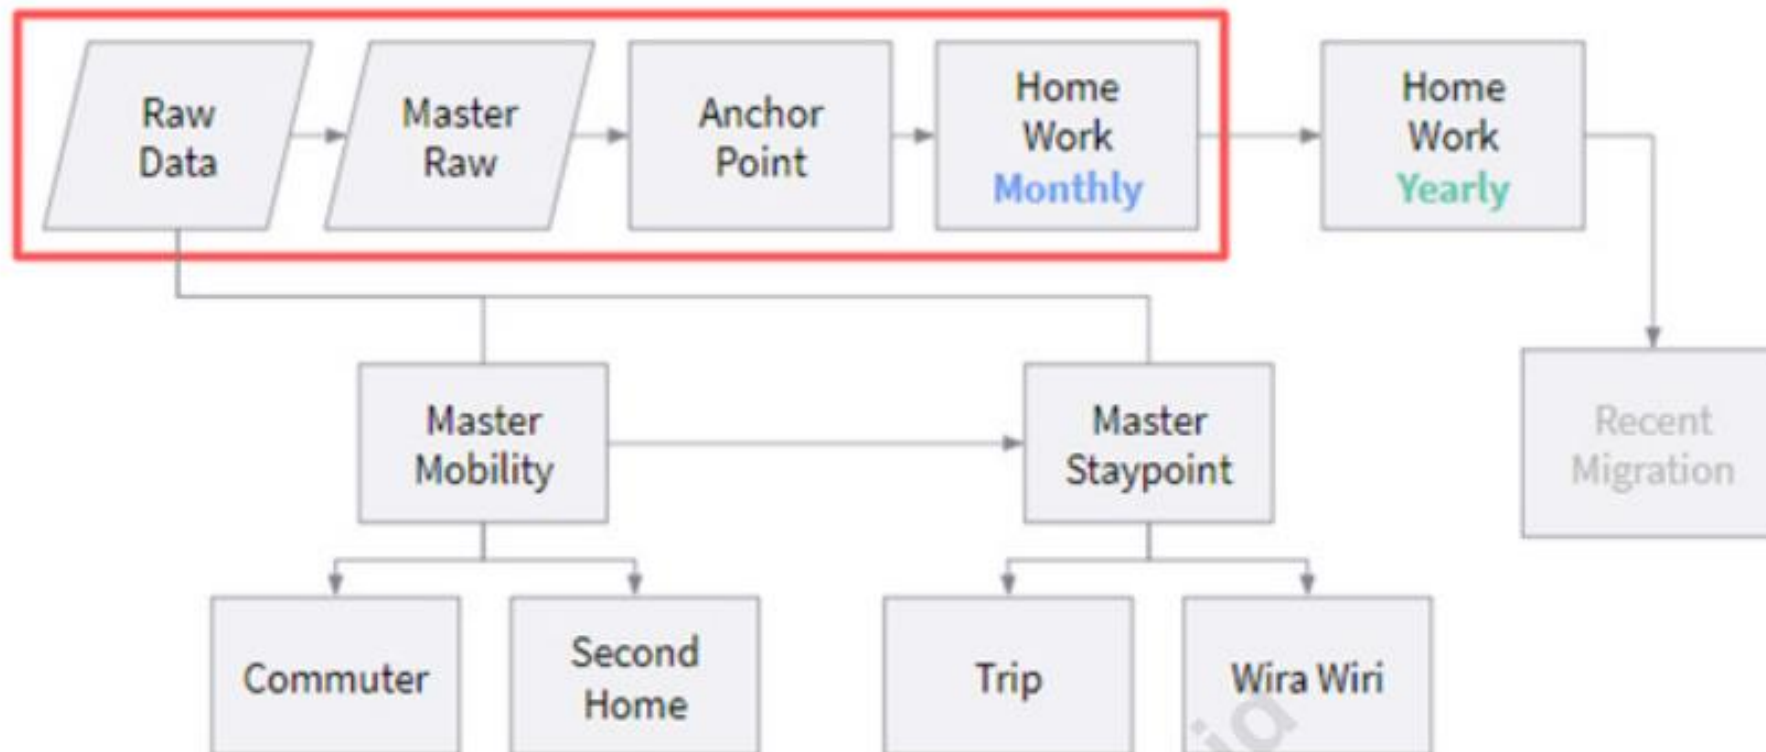 Raw
Data
Master
Raw
Anchor
Point
Home
Work
Monthly
Home
Work
Yearly
Master
Mobility
Master
Staypoint
Recent
Migration
Commuter
Second
Home
Trip
Wira Wiri